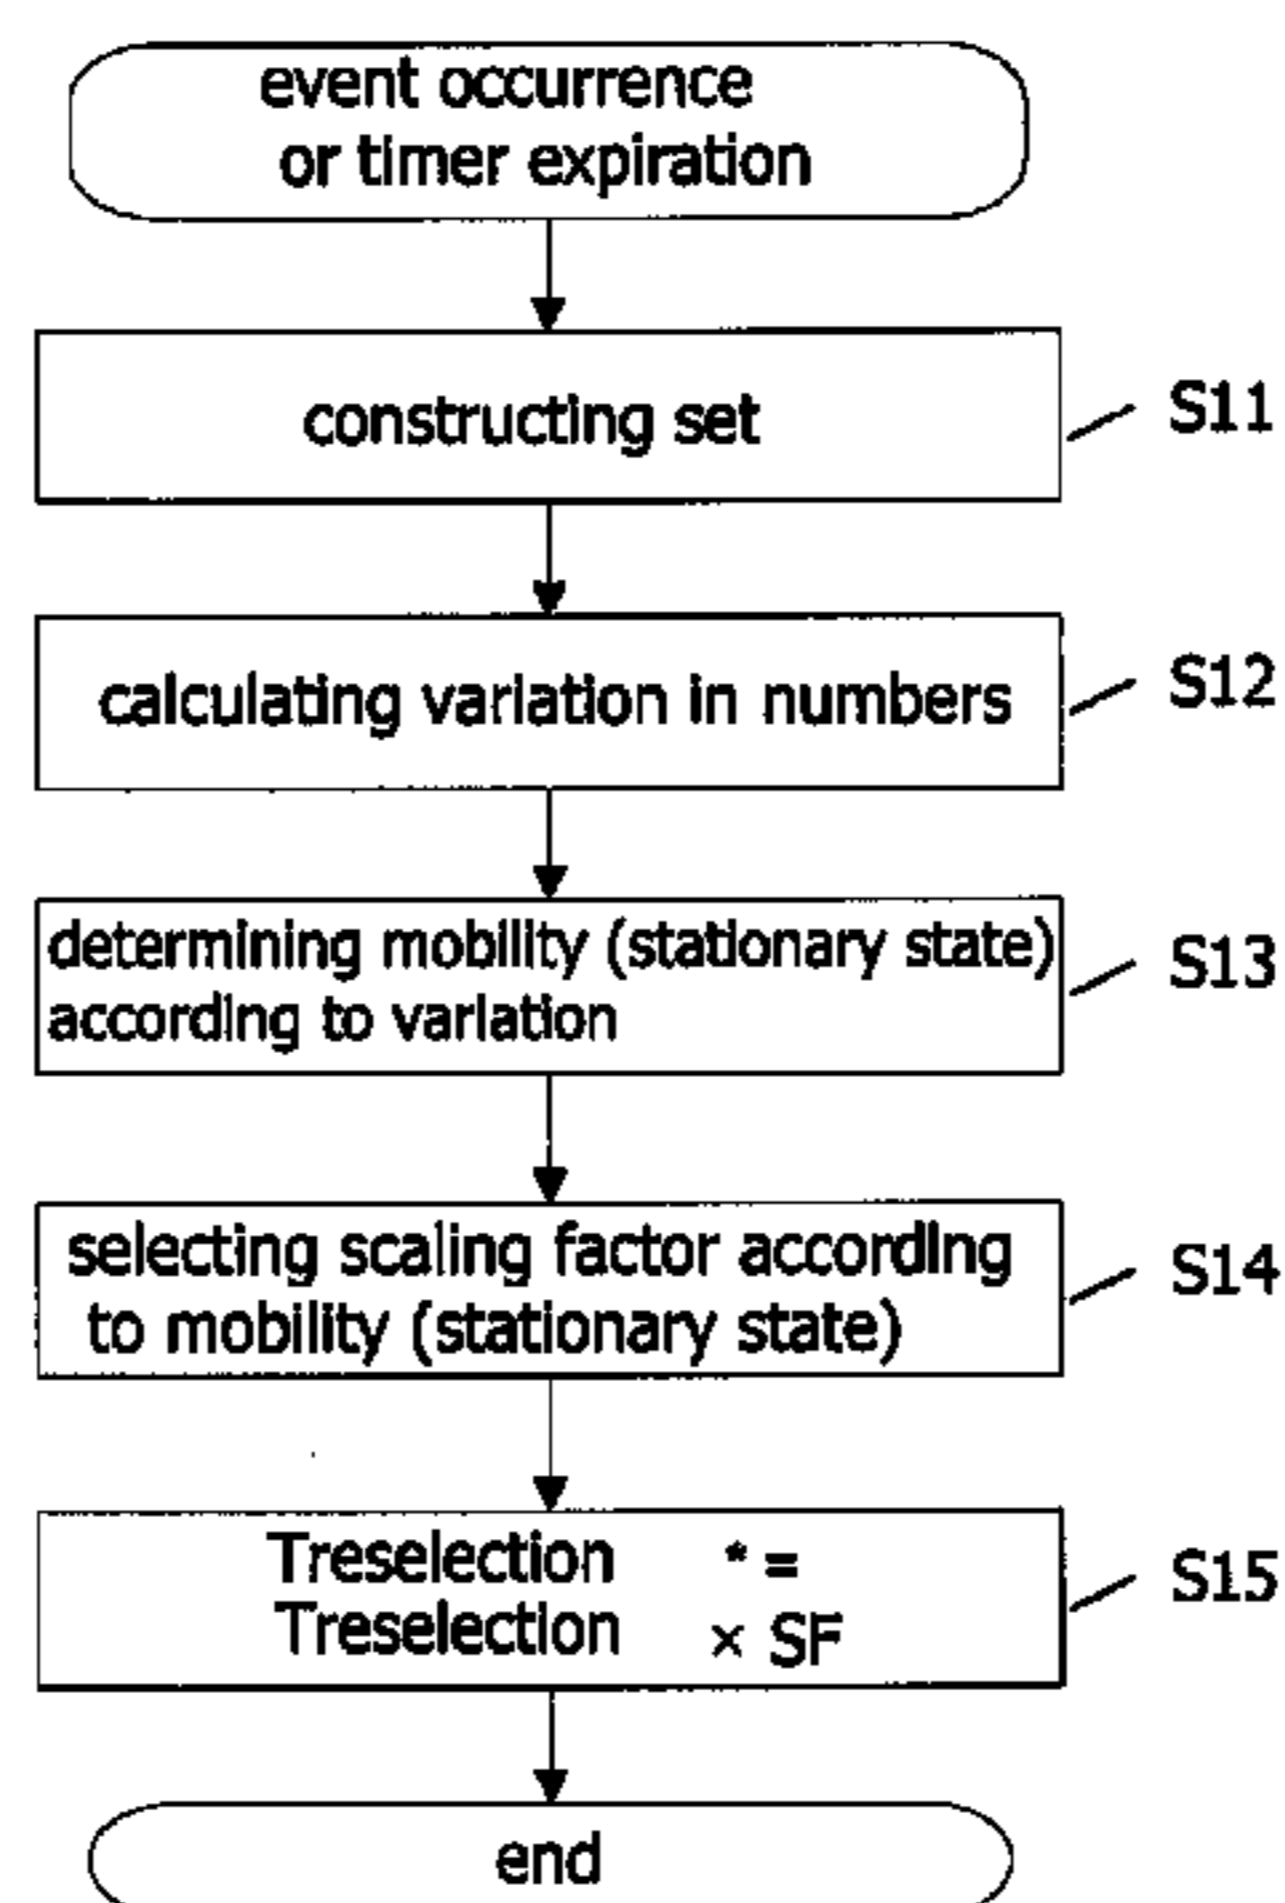 event occurrence
or timer expiration
constructing set
S11
calculating variation in numbers
S12
determining mobility (stationary state)
according to variation
S13
selecting scaling factor according
to mobility (stationary state)
S14
Treselection * =
Treselection × SF
S15
end